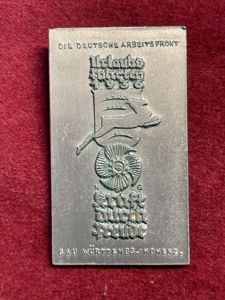 DIE DEUTSCHE ARBEITSFRONT
Urlaubs
fahrten
1936
N G
Kraft
durch
Freude
GAU WÜRTTEMBG.-HOHENZ.